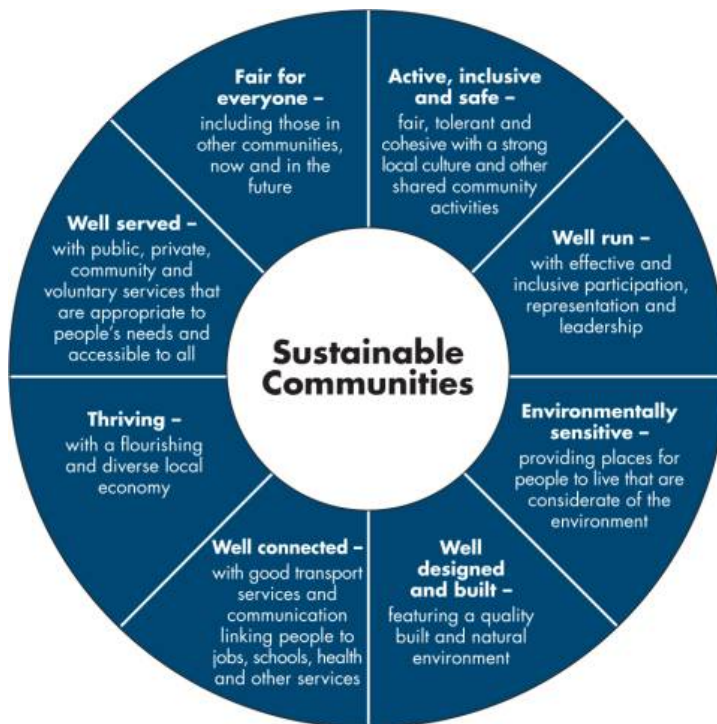 Fair for
everyone –
including those in
other communities,
now and in the
future
Active, inclusive
and safe –
fair, tolerant and
cohesive with a strong
local culture and other
shared community
activities
Well run –
with effective and
inclusive participation,
representation and
leadership
Environmentally
sensitive –
providing places for
people to live that are
considerate of the
environment
Well
designed
and built –
featuring a quality
built and natural
environment
Well connected –
with good transport
services and
communication
linking people to
jobs, schools, health
and other services
Thriving –
with a flourishing
and diverse local
economy
Well served –
with public, private,
community and
voluntary services that
are appropriate to
people's needs and
accessible to all
Sustainable
Communities